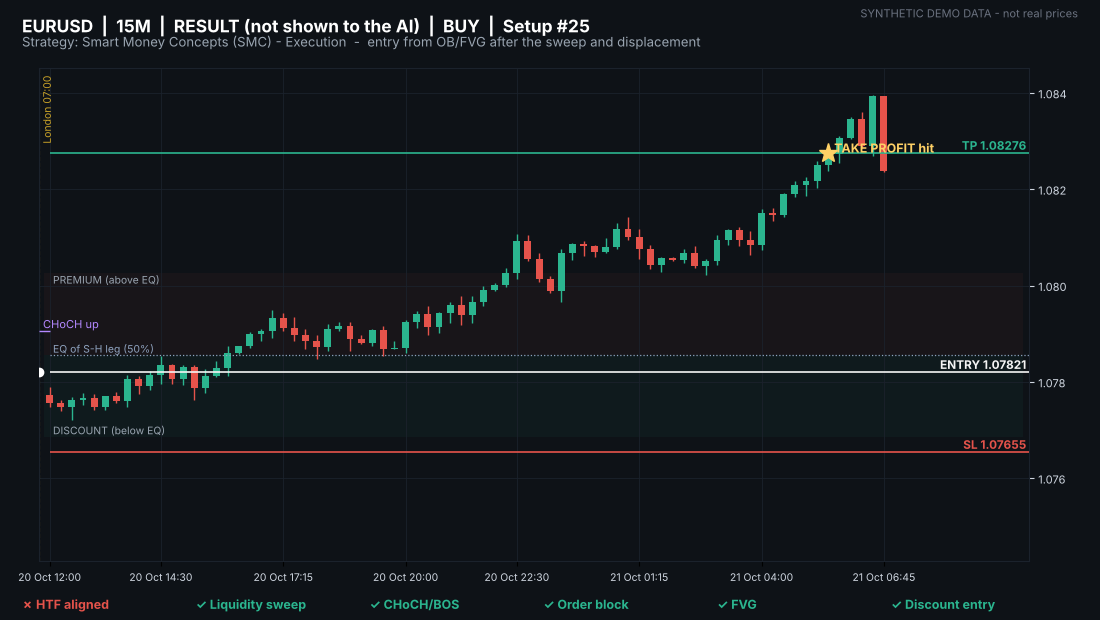 EURUSD | 15M | RESULT (not shown to the AI) | BUY | Setup #25
SYNTHETIC DEMO DATA - not real prices
Strategy: Smart Money Concepts (SMC) - Execution - entry from OB/FVG after the sweep and displacement
London 07:00
1.084
TAKE PROFIT hit
TP 1.08276
1.082
PREMIUM (above EQ)
1.080
CHoCH up
EQ of S-H leg (50%)
ENTRY 1.07821
1.078
DISCOUNT (below EQ)
SL 1.07655
1.076
20 Oct 12:00 20 Oct 14:30 20 Oct 17:15 20 Oct 20:00 20 Oct 22:30 21 Oct 01:15 21 Oct 04:00 21 Oct 06:45
× HTF aligned ✓ Liquidity sweep ✓ CHoCH/BOS ✓ Order block ✓ FVG ✓ Discount entry